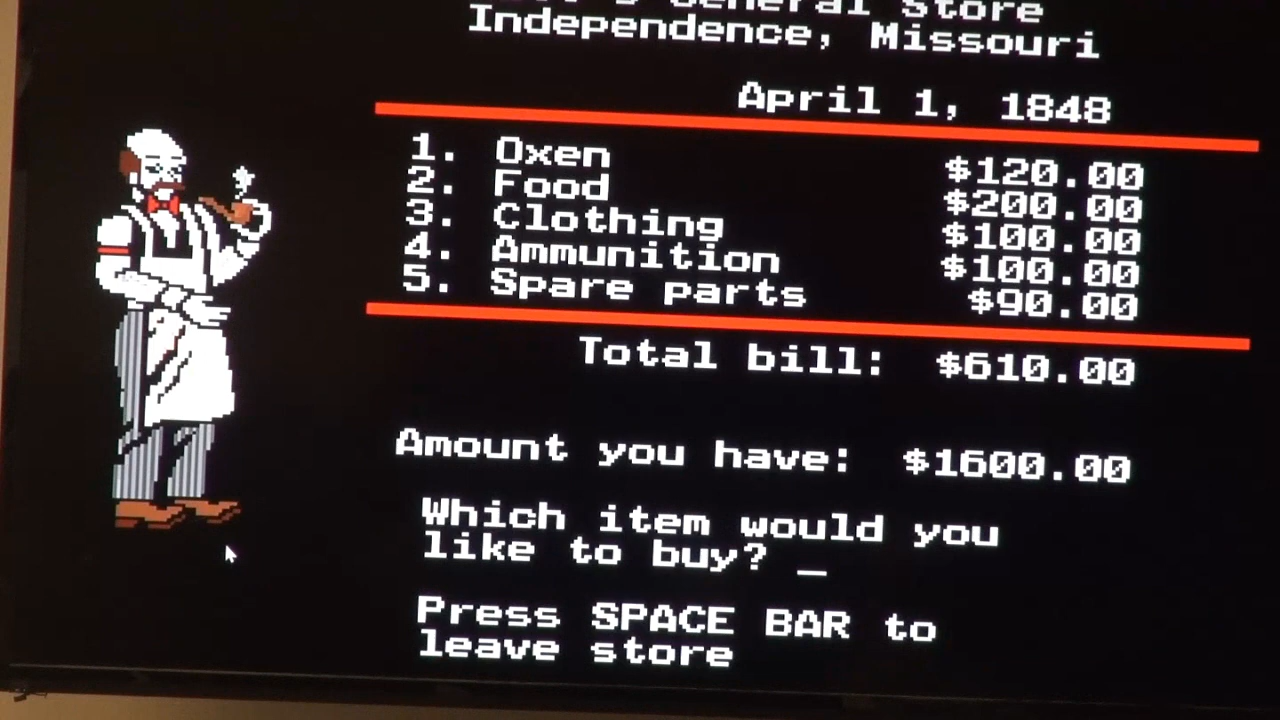 General Store
Independence, Missouri
April 1, 1848
1. Oxen $120.00
2. Food $200.00
3. Clothing $100.00
4. Ammunition $100.00
5. Spare parts $90.00
Total bill: $610.00
Amount you have: $1600.00
Which item would you
like to buy? _
Press SPACE BAR to
leave store